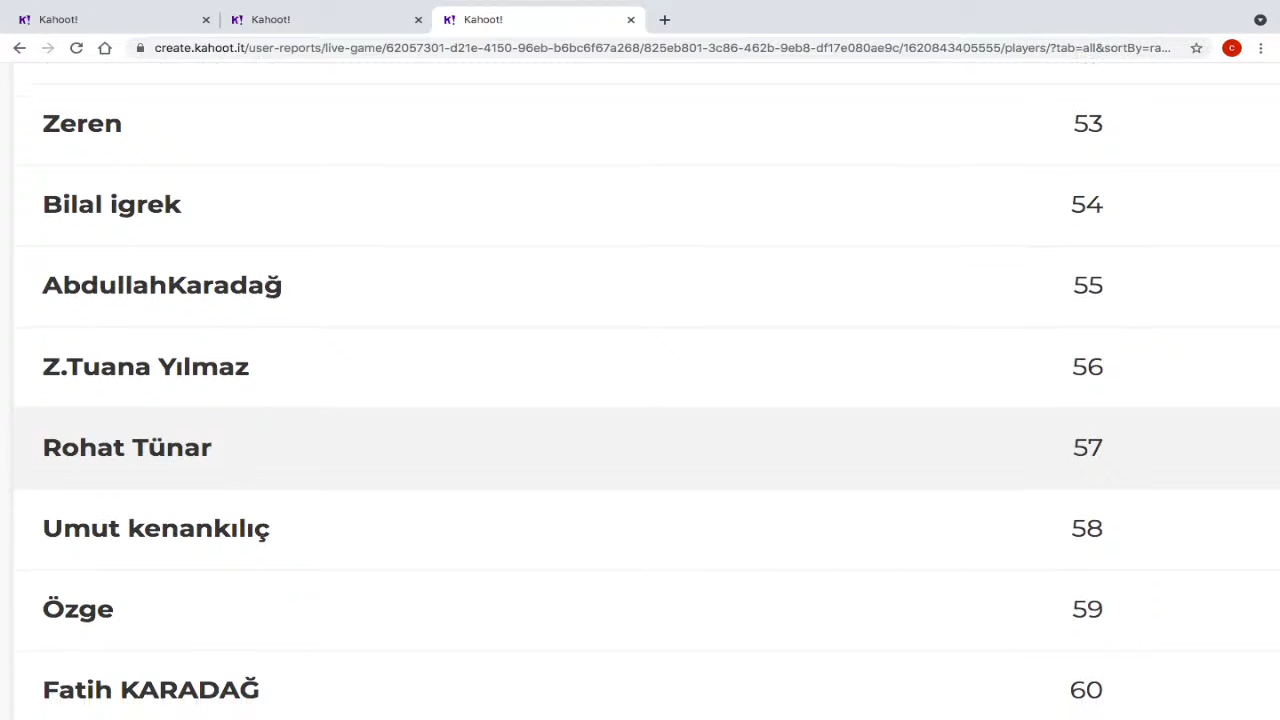 K! Kahoot!
K! Kahoot!
K! Kahoot!
create.kahoot.it/user-reports/live-game/62057301-d21e-4150-96eb-b6bc6f67a268/825eb801-3c86-462b-9eb8-df17e080ae9c/1620843405555/players/?tab=all&sortBy=ra...
C
Zeren 53
Bilal igrek 54
AbdullahKaradağ 55
Z.Tuana Yılmaz 56
Rohat Tünar 57
Umut kenankılıç 58
Özge 59
Fatih KARADAĞ 60